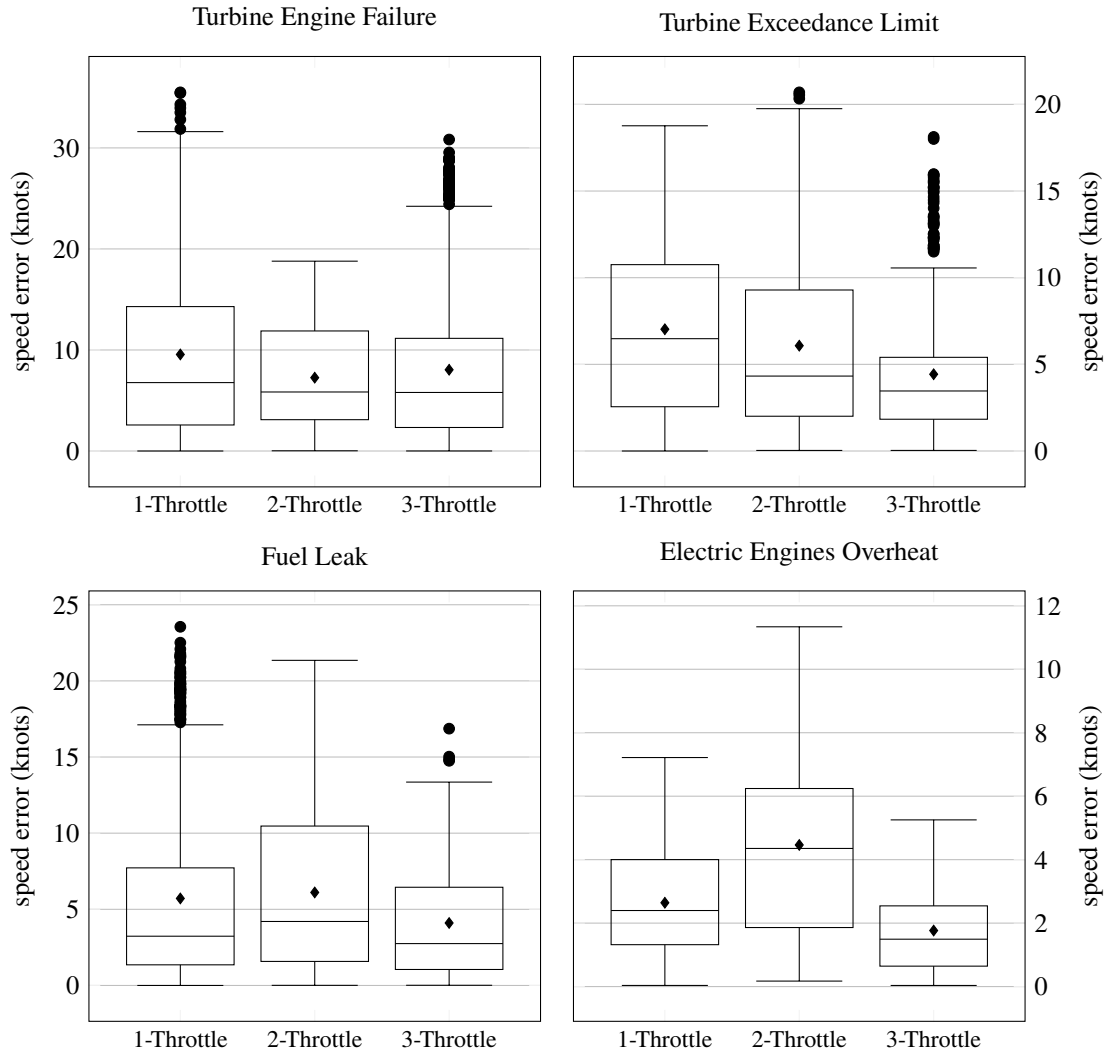 Turbine Engine Failure
speed error (knots)
30
20
10
0
1-Throttle 2-Throttle 3-Throttle
Turbine Exceedance Limit
20
15
10
5
0
speed error (knots)
1-Throttle 2-Throttle 3-Throttle
Fuel Leak
speed error (knots)
25
20
15
10
5
0
1-Throttle 2-Throttle 3-Throttle
Electric Engines Overheat
12
10
8
6
4
2
0
speed error (knots)
1-Throttle 2-Throttle 3-Throttle